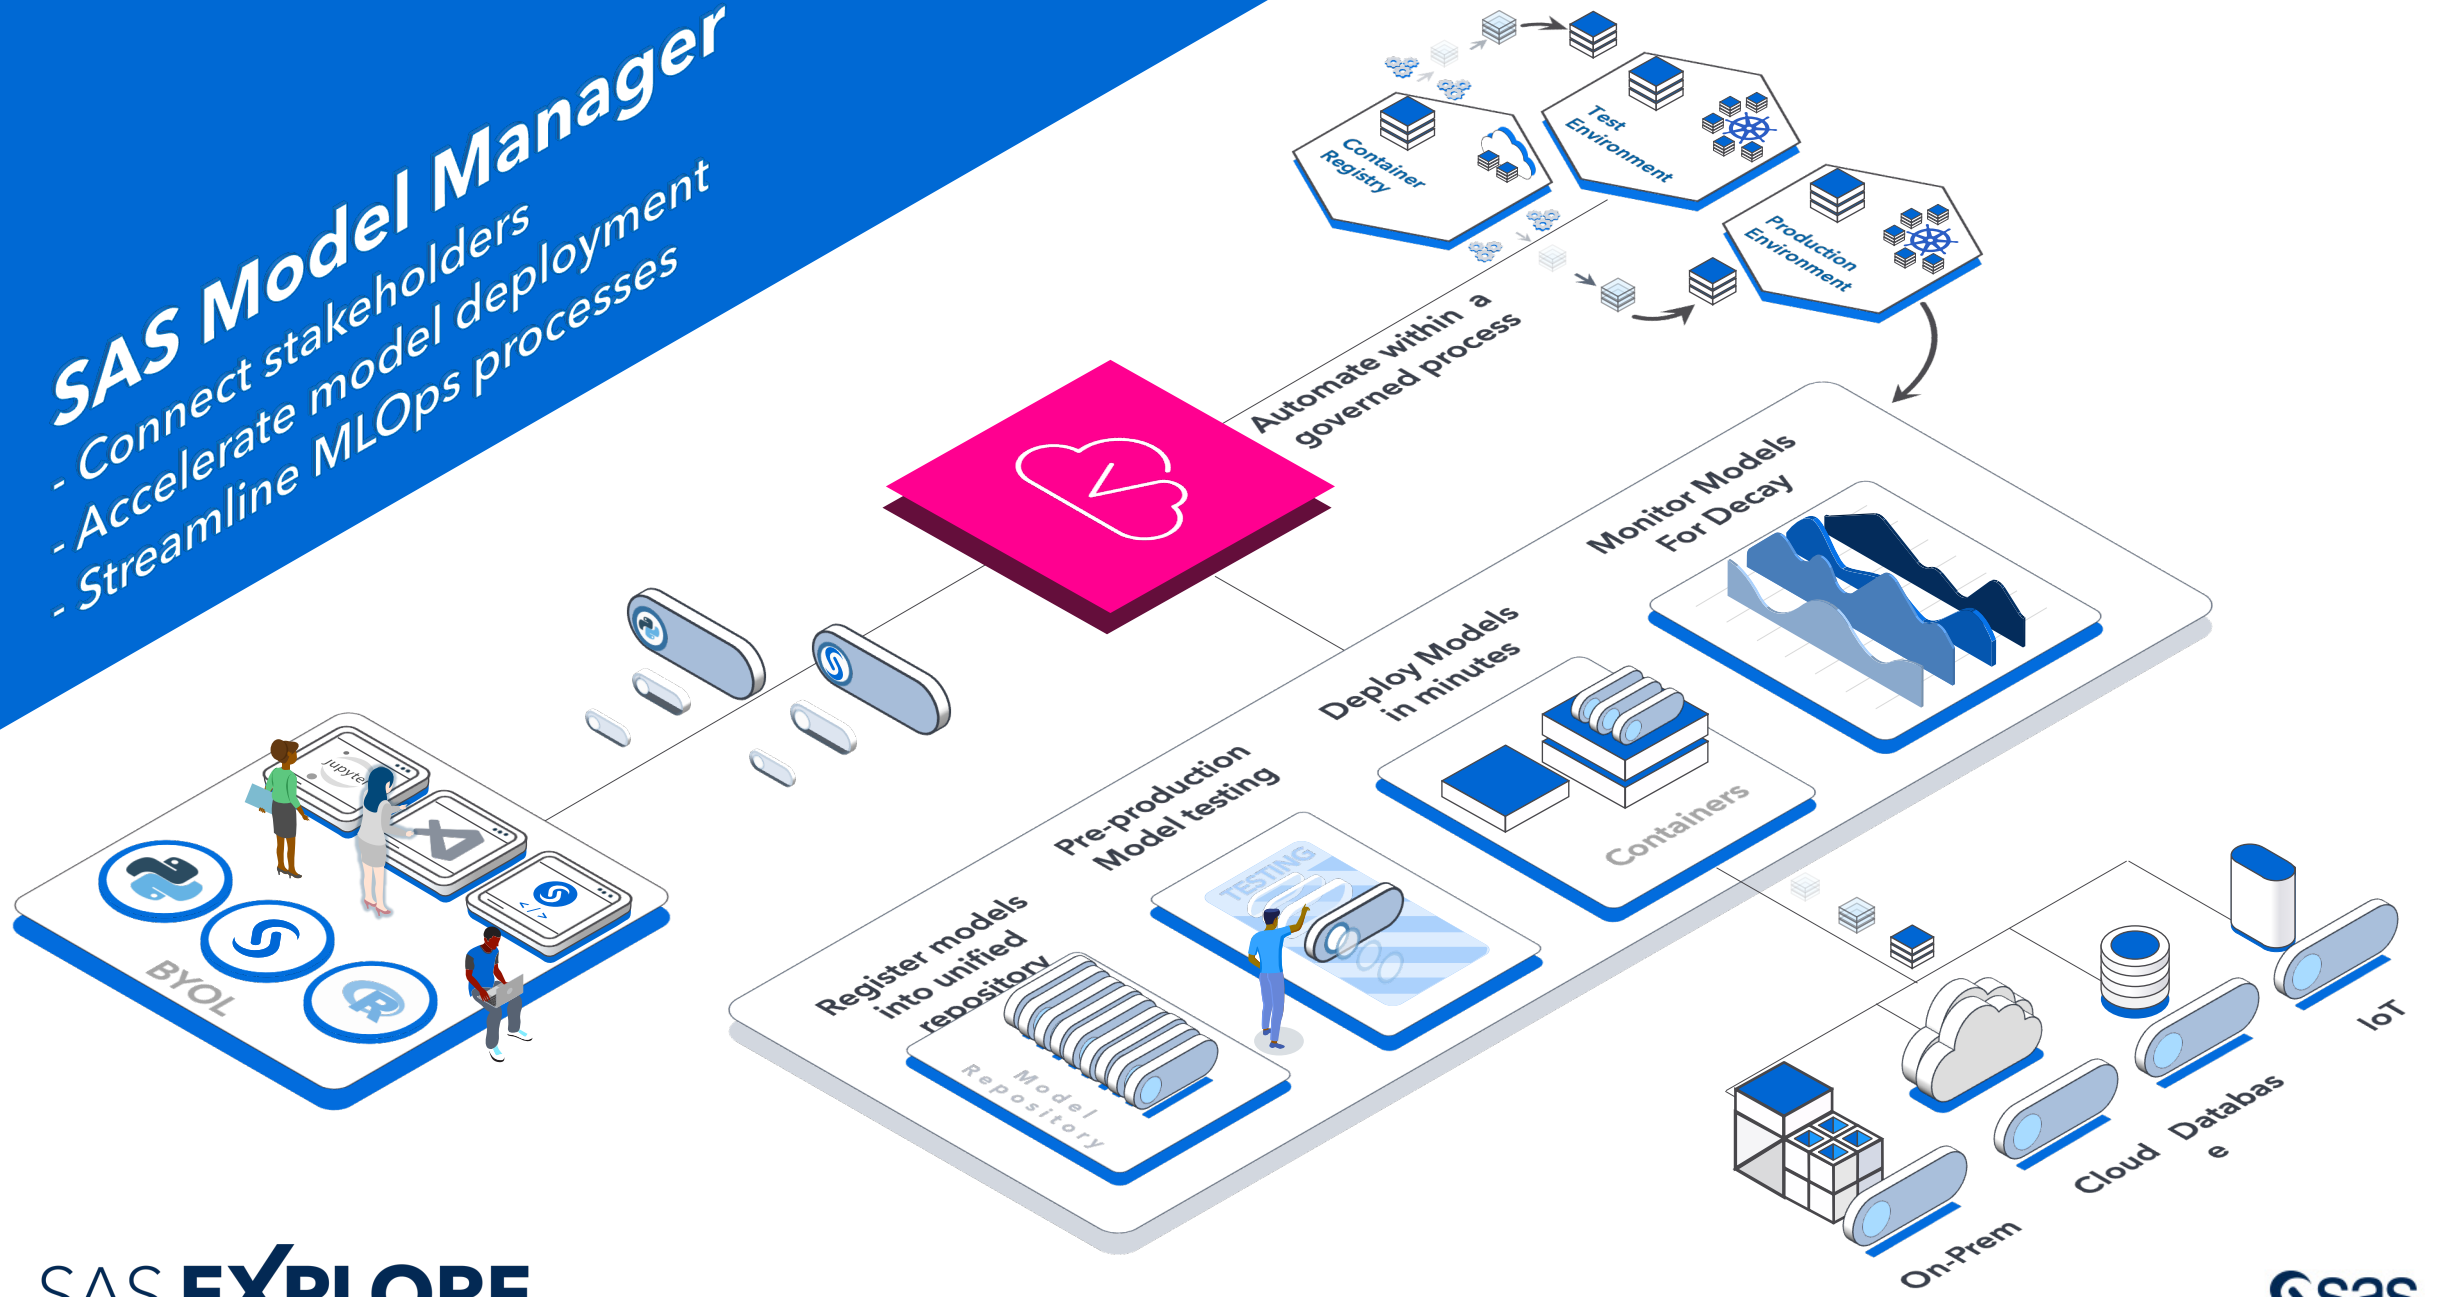 SAS Model Manager
- Connect stakeholders
- Accelerate model deployment
- Streamline MLOps processes
Container
Registry
Test
Environment
Production
Environment
Automate within a
governed process
Monitor Models
For Decay
Deploy Models
in minutes
Containers
Pre-production
Model testing
TESTING
Register models
into unified
repository
Model
Repository
jupyter
</>
BYOL
R
IoT
Databas
e
Cloud
On-Prem
SAS EXPLORE
sas